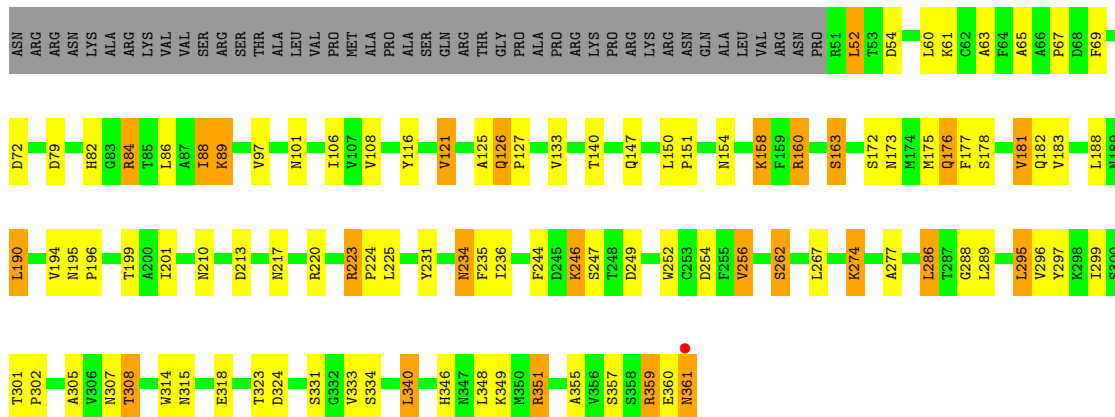 ASN ARG ARG ASN LYS ALA ARG LYS VAL VAL SER ARG SER THR ALA LEU VAL PRO MET ALA PRO ALA SER GLN ARG THR GLY PRO ALA PRO ARG LYS PRO ARG LYS ARG ASN GLN ALA LEU VAL ARG ASN PRO R51 L52 T53 D54 L60 K61 C62 A63 F64 A65 A66 P67 D68 F69
D72 D79 H82 G83 R84 T85 L86 A87 I88 K89 V97 N101 I106 V107 V108 Y116 V121 A125 Q126 P127 V133 T140 Q147 L150 P151 N154 K158 F159 R160 S163 S172 N173 M174 M175 Q176 F177 S178 V181 Q182 V183 L188 N189
L190 V194 N195 P196 T199 A200 I201 N210 D213 N217 R220 R223 P224 L225 Y231 N234 F235 I236 F244 D245 K246 S247 T248 D249 W252 C253 D254 F255 V256 S262 L267 K274 A277 L286 T287 G288 L289 L295 V296 Y297 K298 I299 S300
T301 P302 A305 V306 N307 T308 W314 N315 E318 T323 D324 S331 G332 V333 S334 L340 H346 N347 L348 K349 M350 R351 A355 V356 S357 S358 R359 E360 N361